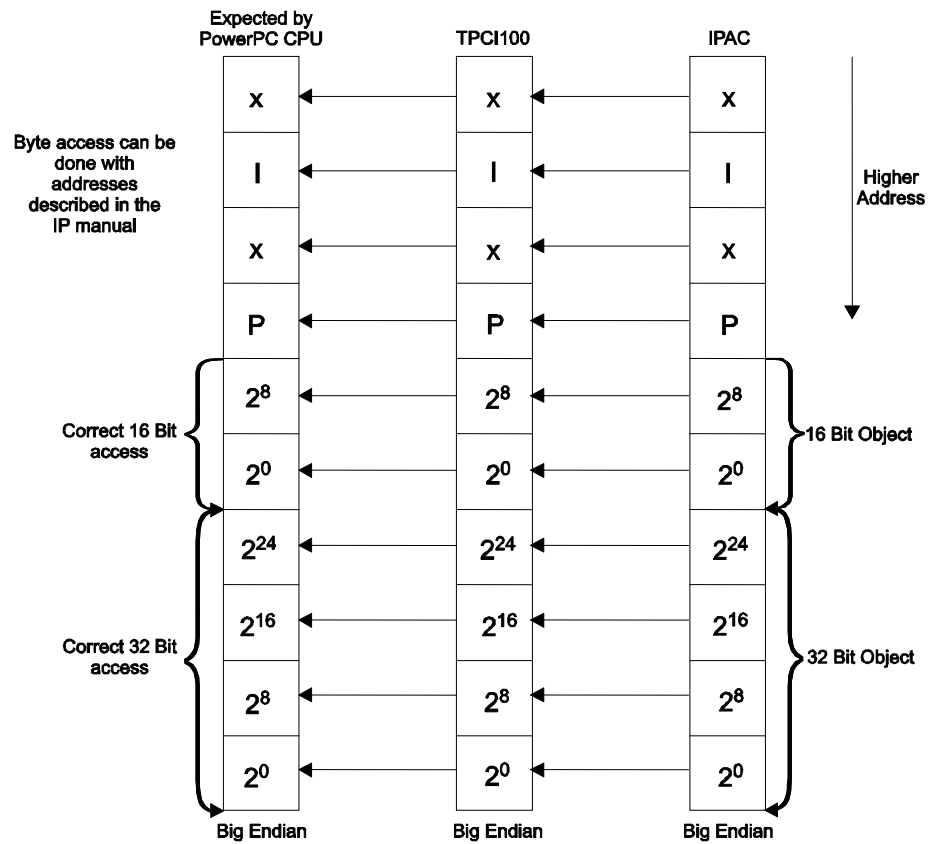 Expected by
PowerPC CPU
TPCI100
IPAC
x
x
x
Byte access can be
done with
addresses
described in the
IP manual
I
I
I
Higher
Address
x
x
x
P
P
P
2⁸
2⁸
2⁸
Correct 16 Bit
access
16 Bit Object
2⁰
2⁰
2⁰
2²⁴
2²⁴
2²⁴
2¹⁶
2¹⁶
2¹⁶
Correct 32 Bit
access
32 Bit Object
2⁸
2⁸
2⁸
2⁰
2⁰
2⁰
Big Endian
Big Endian
Big Endian